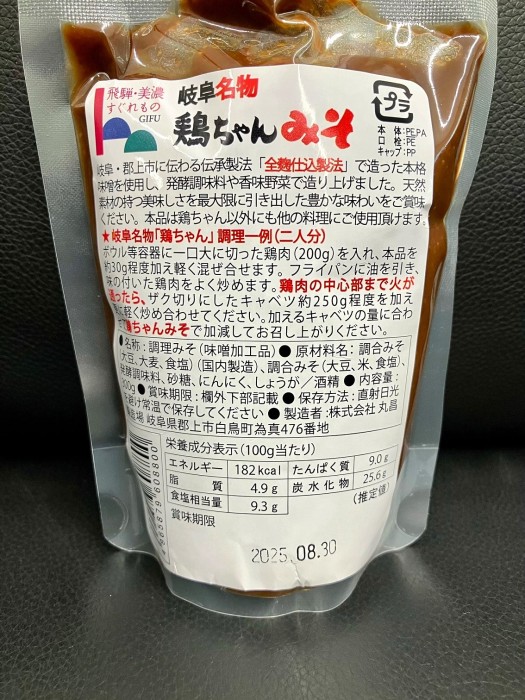 飛騨・美濃
すぐれもの
GIFU
岐阜名物
鶏ちゃんみそ
プラ
本 体:PE,PA
口 栓:PE
キャップ:PP
岐阜・郡上市に伝わる伝承製法「全麹仕込製法」で造った本格
味噌を使用し、発酵調味料や香味野菜で造り上げました。天然
素材の持つ美味しさを最大限に引き出した豊かな味わいをご賞味
ください。本品は鶏ちゃん以外にも他の料理にご使用頂けます。
★岐阜名物「鶏ちゃん」調理一例(二人分)
ボウル等容器に一口大に切った鶏肉(200g)を入れ、本品を
約30g程度加え軽く混ぜ合せます。フライパンに油を引き、
味の付いた鶏肉をよく炒めます。鶏肉の中心部まで火が
通ったら、ザク切りにしたキャベツ約250g程度を加え
軽く炒め合わせてください。加えるキャベツの量に合わ
鶏ちゃんみそで加減してお召し上がりください。
●名称:調理みそ(味噌加工品)●原材料名:調合みそ
(大豆、大麦、食塩)(国内製造)、調合みそ(大豆、米、食塩)、
発酵調味料、砂糖、にんにく、しょうが/酒精●内容量:
00g●賞味期限:欄外下部記載●保存方法:直射日光
避け常温で保存してください●製造者:株式会社 丸昌
岐阜県郡上市白鳥町為真476番地
栄養成分表示(100g当たり)
エネルギー 182kcal たんぱく質 9.0g
脂 質 4.9g 炭水化物 25.6g
食塩相当量 9.3g (推定値)
賞味期限
2025.08.30